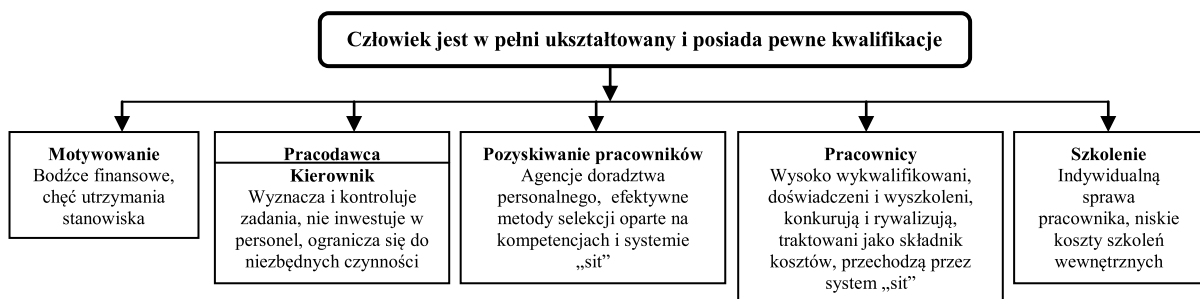 Człowiek jest w pełni ukształtowany i posiada pewne kwalifikacje
Motywowanie
Bodźce finansowe,
chęć utrzymania
stanowiska
Pracodawca
Kierownik
Wyznacza i kontroluje
zadania, nie inwestuje w
personel, ogranicza się do
niezbędnych czynności
Pozyskiwanie pracowników
Agencje doradztwa
personalnego, efektywne
metody selekcji oparte na
kompetencjach i systemie
„sit”
Pracownicy
Wysoko wykwalifikowani,
doświadczeni i wyszkoleni,
konkurują i rywalizują,
traktowani jako składnik
kosztów, przechodzą przez
system „sit”
Szkolenie
Indywidualną
sprawa
pracownika, niskie
koszty szkoleń
wewnętrznych